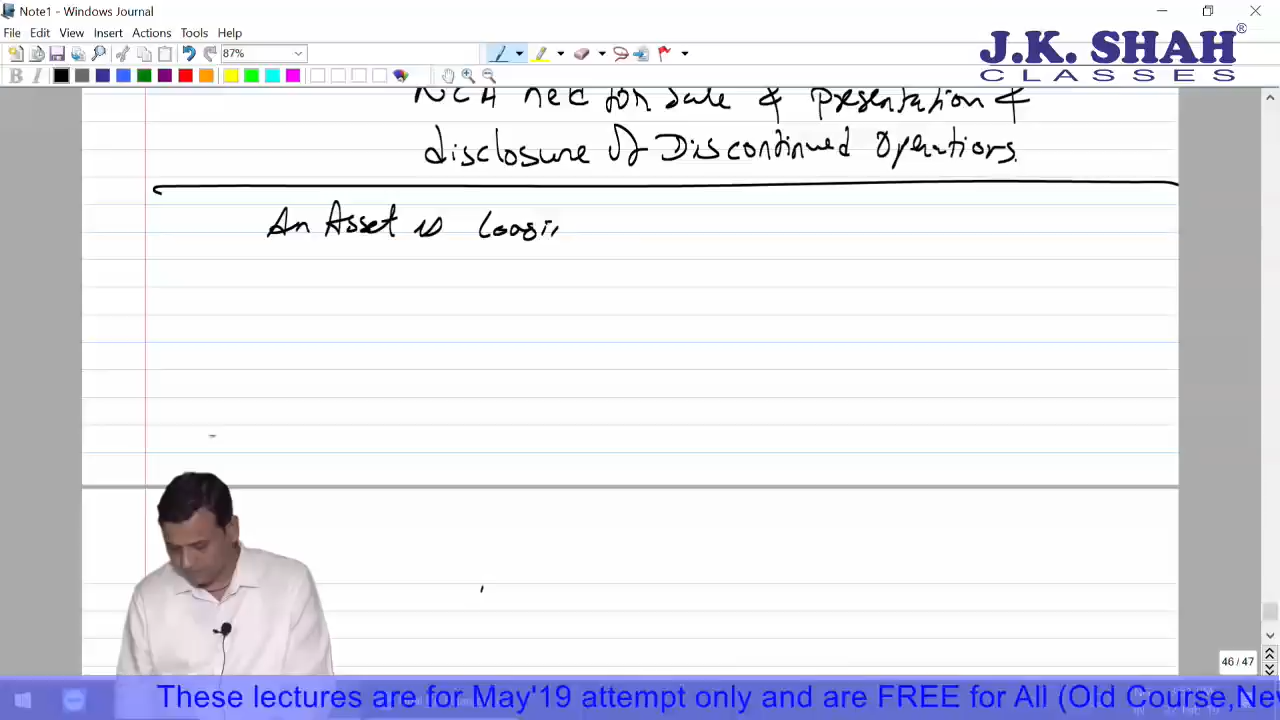 Note1 - Windows Journal
File Edit View Insert Actions Tools Help
87%
J.K. SHAH®
CLASSES
B I
NCA held for Sale & presentation &
disclosure of Discontinued Operations.
An Asset is
46 / 47
These lectures are for May'19 attempt only and are FREE for All (Old Course,Ne